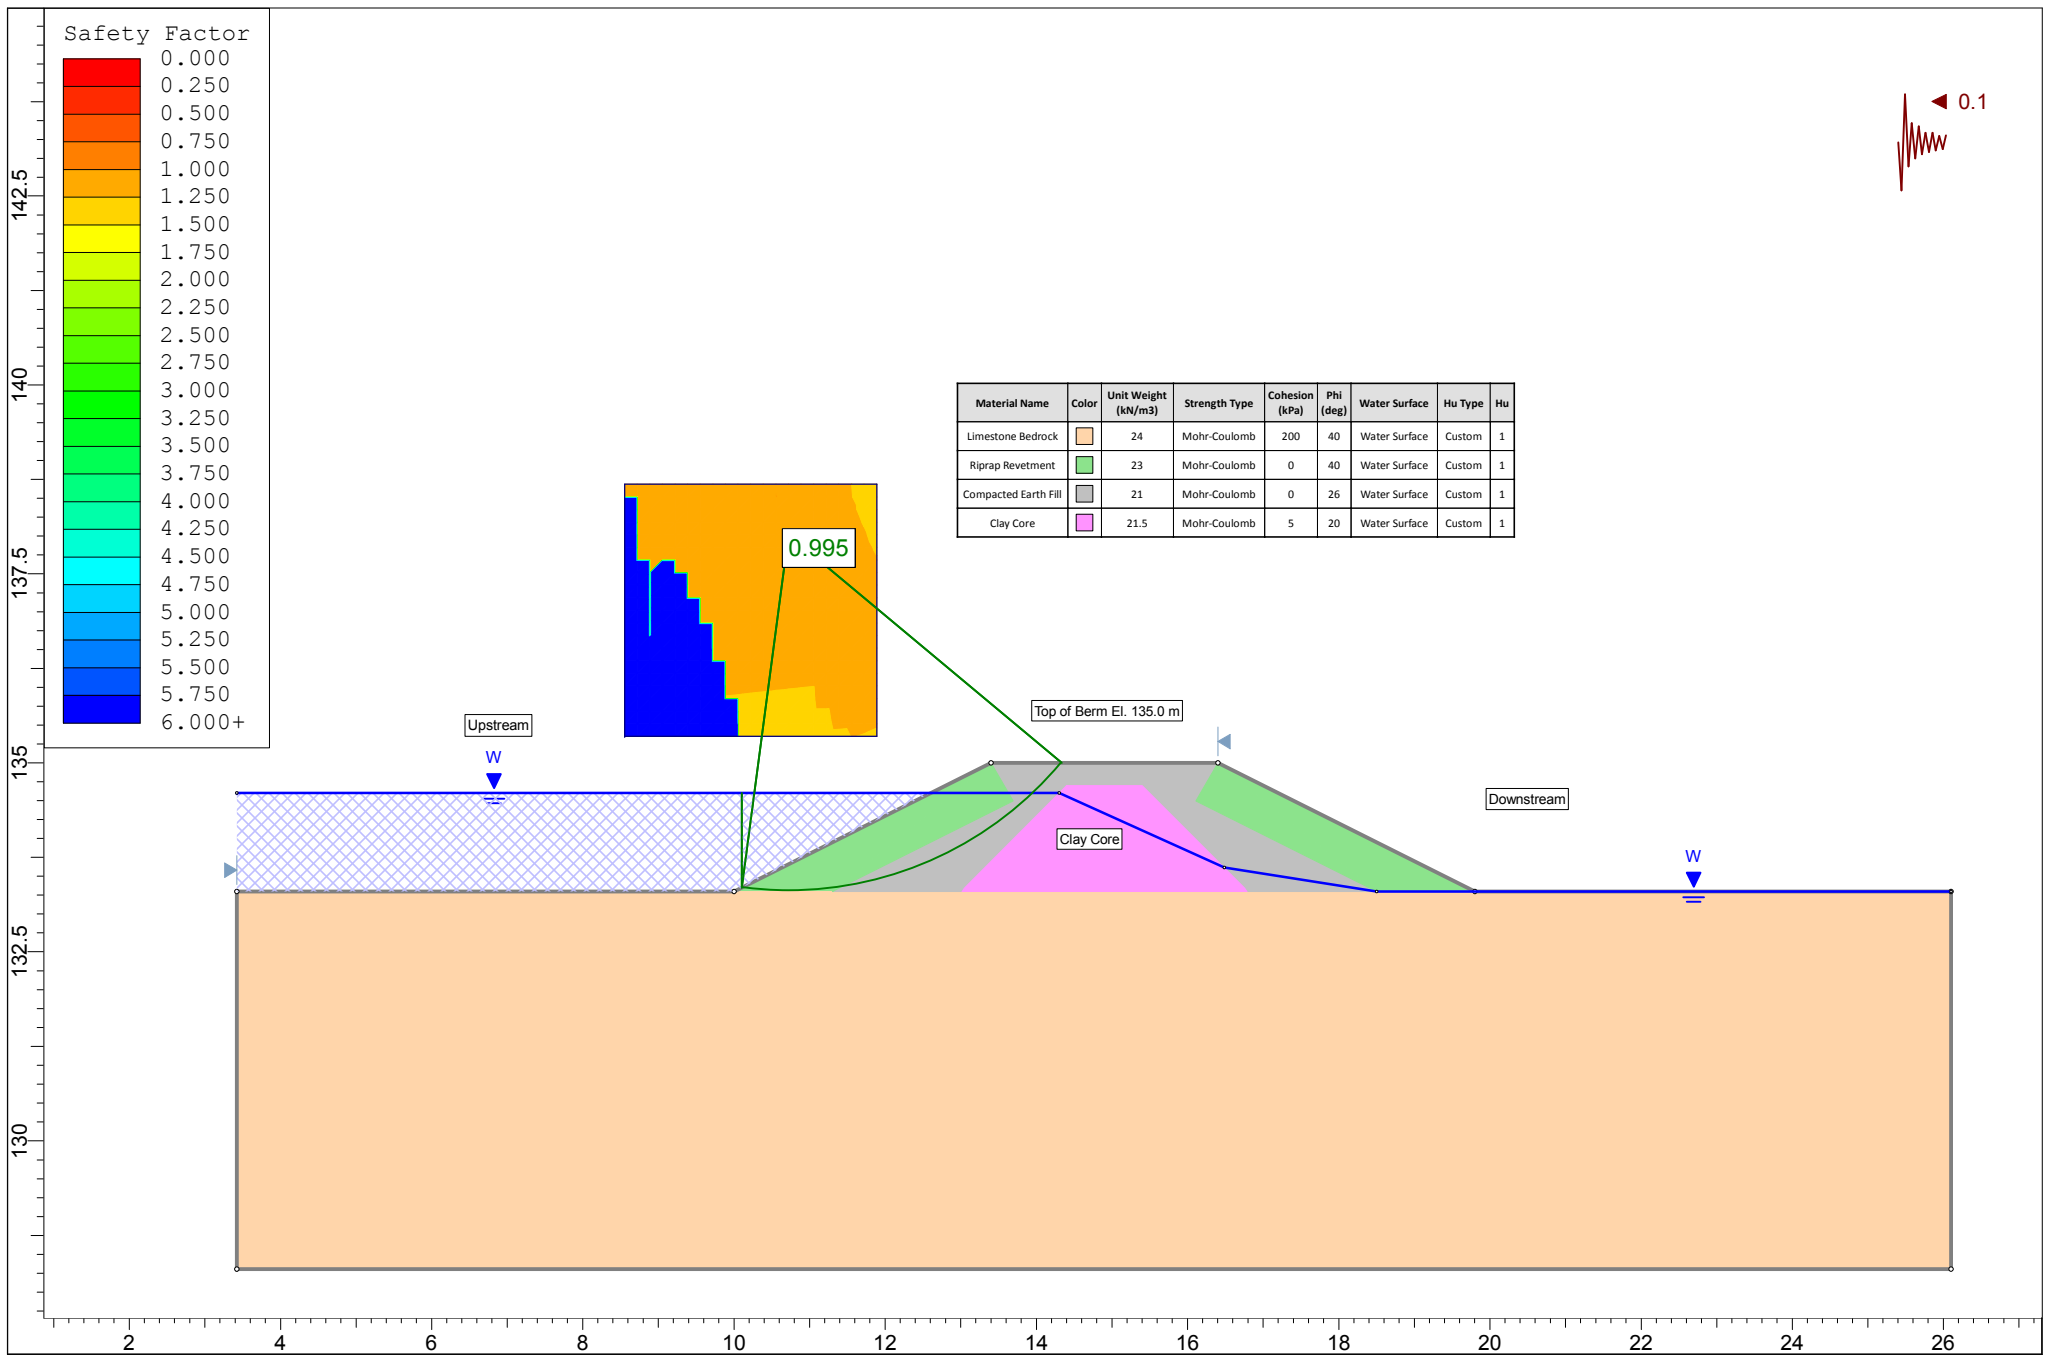 Safety Factor
0.000
0.250
0.500
0.750
1.000
1.250
1.500
1.750
2.000
2.250
2.500
2.750
3.000
3.250
3.500
3.750
4.000
4.250
4.500
4.750
5.000
5.250
5.500
5.750
6.000+
0.1
Material Name Color Unit Weight (kN/m3) Strength Type Cohesion (kPa) Phi (deg) Water Surface Hu Type Hu
Limestone Bedrock 24 Mohr-Coulomb 200 40 Water Surface Custom 1
Riprap Revetment 23 Mohr-Coulomb 0 40 Water Surface Custom 1
Compacted Earth Fill 21 Mohr-Coulomb 0 26 Water Surface Custom 1
Clay Core 21.5 Mohr-Coulomb 5 20 Water Surface Custom 1
0.995
Top of Berm El. 135.0 m
Upstream
W
Downstream
Clay Core
W
142.5
140
137.5
135
132.5
130
2 4 6 8 10 12 14 16 18 20 22 24 26